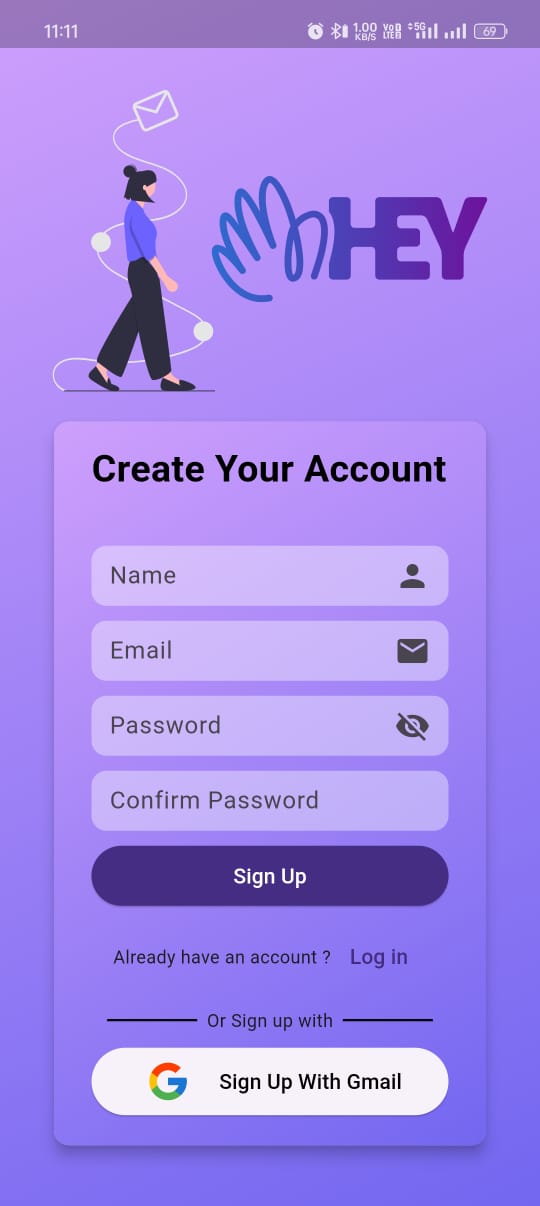 11:11
1.00
KB/S
Vo
LTE
5G
69
HEY
Create Your Account
Name
Email
Password
Confirm Password
Sign Up
Already have an account ? Log in
Or Sign up with
Sign Up With Gmail